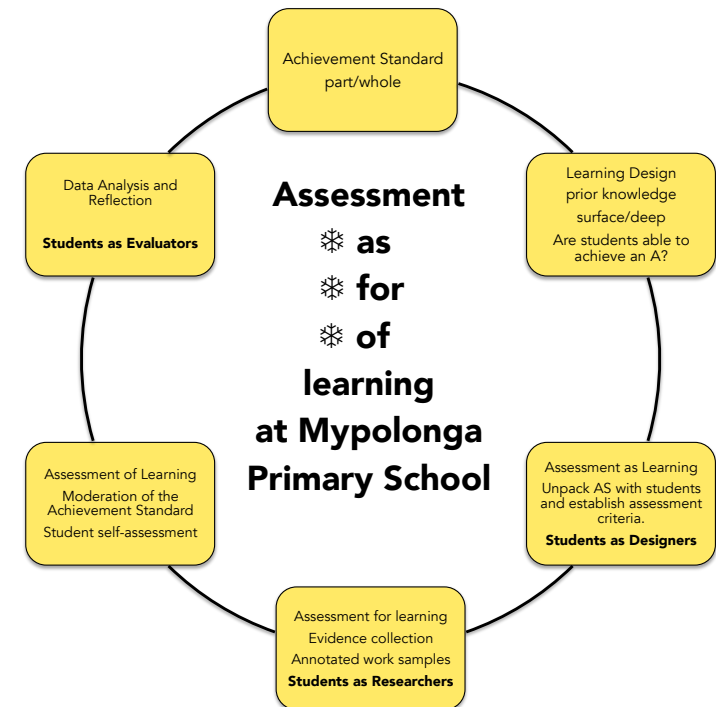 Achievement Standard
part/whole
Learning Design
prior knowledge
surface/deep
Are students able to
achieve an A?
Assessment as Learning
Unpack AS with students
and establish assessment
criteria.
Students as Designers
Assessment for learning
Evidence collection
Annotated work samples
Students as Researchers
Assessment of Learning
Moderation of the
Achievement Standard
Student self-assessment
Data Analysis and
Reflection
Students as Evaluators
Assessment
❄ as
❄ for
❄ of
learning
at Mypolonga
Primary School